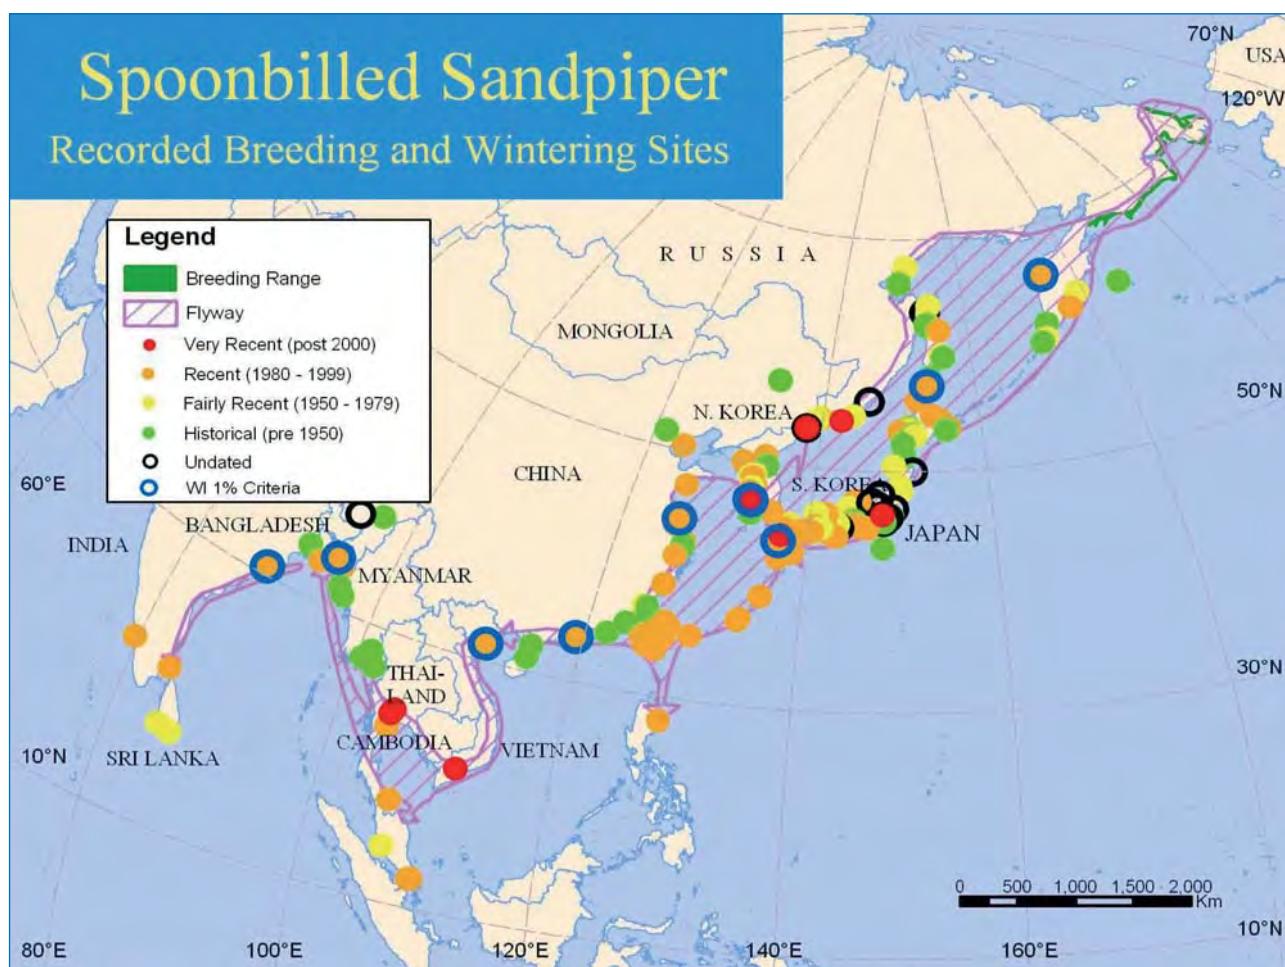 Spoonbilled Sandpiper
Recorded Breeding and Wintering Sites
70°N
USA
120°W
Legend
Breeding Range
Flyway
Very Recent (post 2000)
Recent (1980 - 1999)
Fairly Recent (1950 - 1979)
Historical (pre 1950)
Undated
WI 1% Criteria
R U S S I A
MONGOLIA
N. KOREA
50°N
CHINA
S. KOREA
60°E
BANGLADESH
INDIA
JAPAN
MYANMAR
30°N
THAI-
LAND
CAMBODIA
VIETNAM
10°N
SRI LANKA
0 500 1,000 1,500 2,000
Km
10°N
80°E
100°E
120°E
140°E
160°E